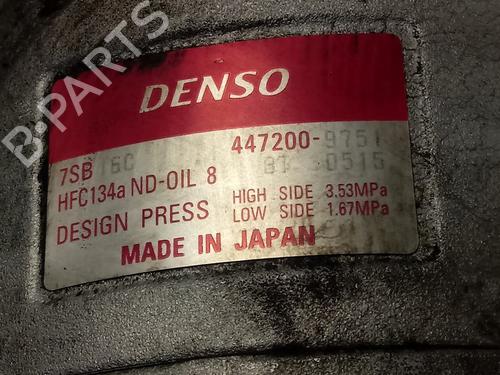 B-PARTS
DENSO
7SB 16C 447200-9751
HFC134a ND-OIL 8
DESIGN PRESS HIGH SIDE 3.53MPa
LOW SIDE 1.67MPa
MADE IN JAPAN